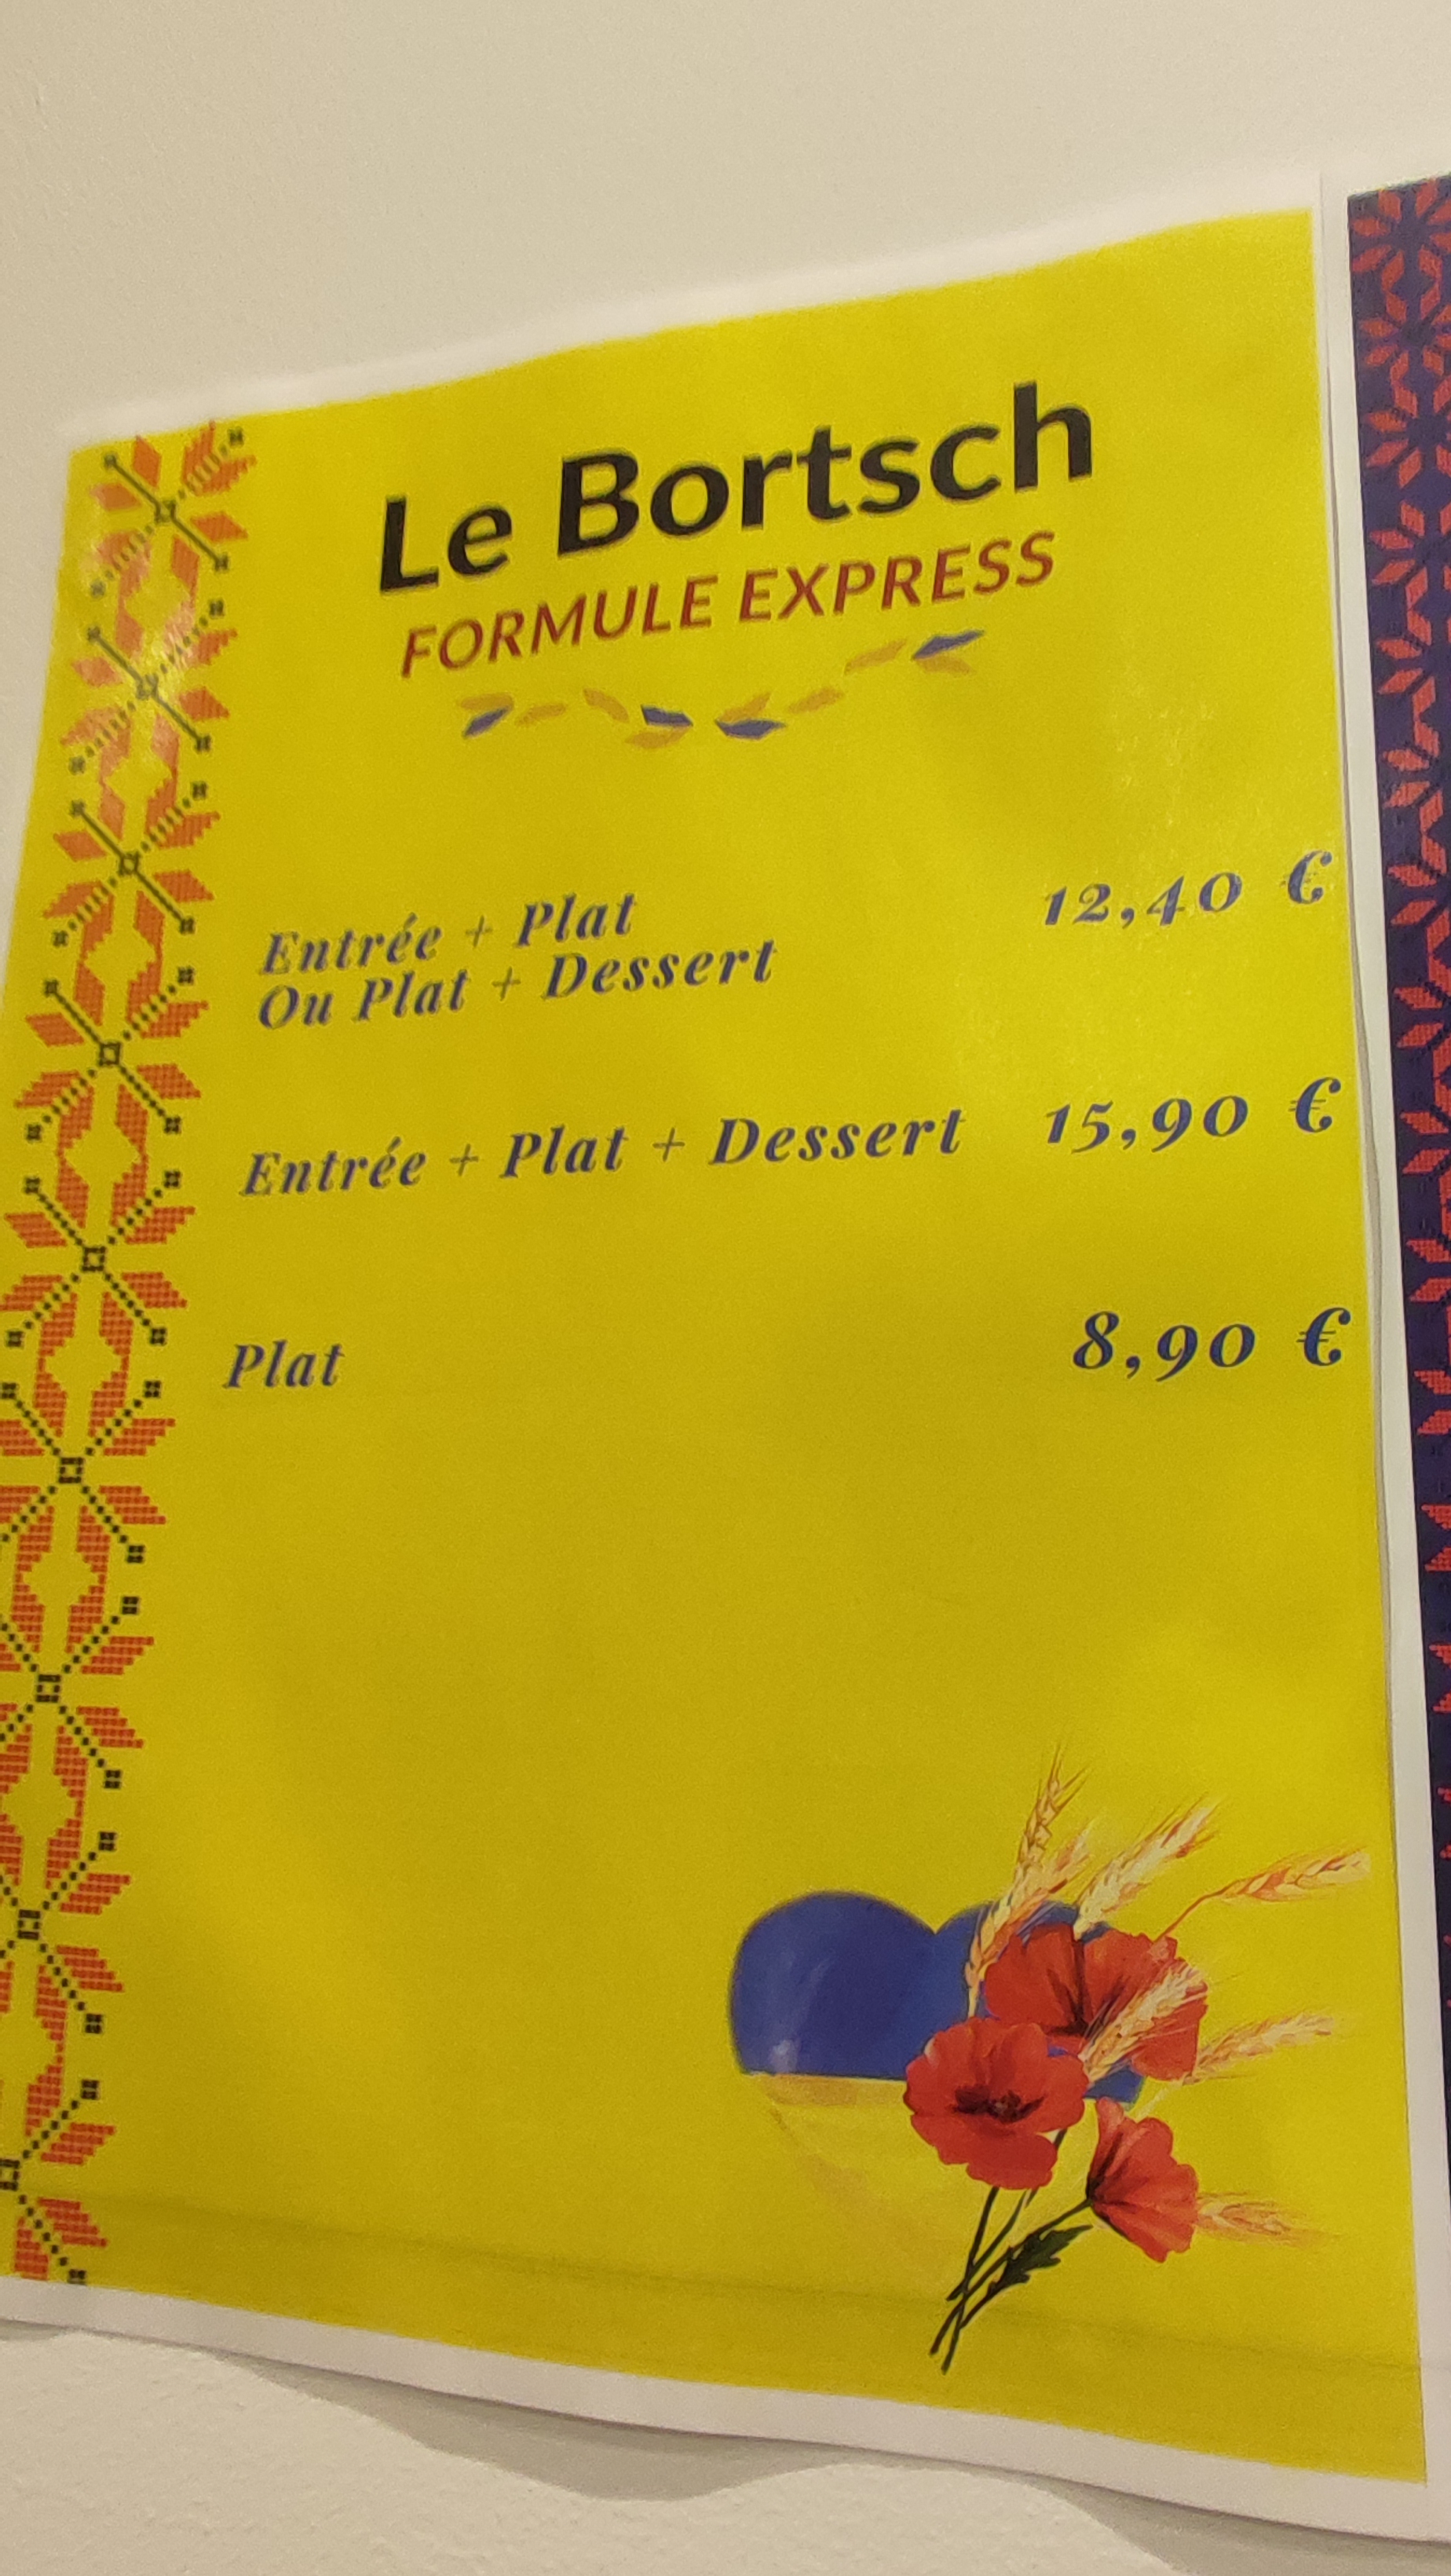 Le Bortsch
FORMULE EXPRESS
Entrée + Plat 12,40 €
Ou Plat + Dessert
Entrée + Plat + Dessert 15,90 €
Plat 8,90 €